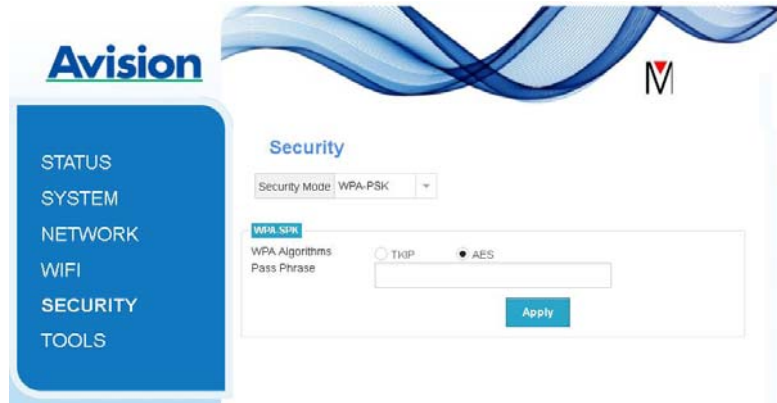 Avision
M
STATUS
SYSTEM
NETWORK
WIFI
SECURITY
TOOLS
Security
Security Mode WPA-PSK
WPA-SPK
WPA Algorithms TKIP AES
Pass Phrase
Apply